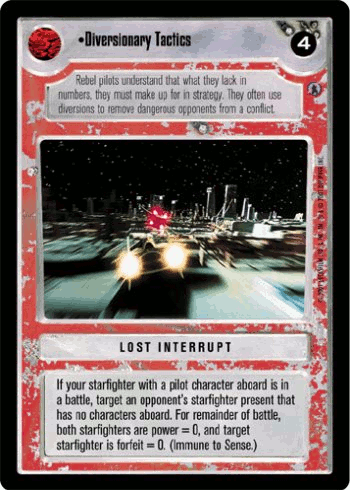 •Diversionary Tactics
4
Rebel pilots understand that what they lack in
numbers, they must make up for in strategy. They often use
diversions to remove dangerous opponents from a conflict.
LOST INTERRUPT
If your starfighter with a pilot character aboard is in
a battle, target an opponent's starfighter present that
has no characters aboard. For remainder of battle,
both starfighters are power = 0, and target
starfighter is forfeit = 0. (Immune to Sense.)